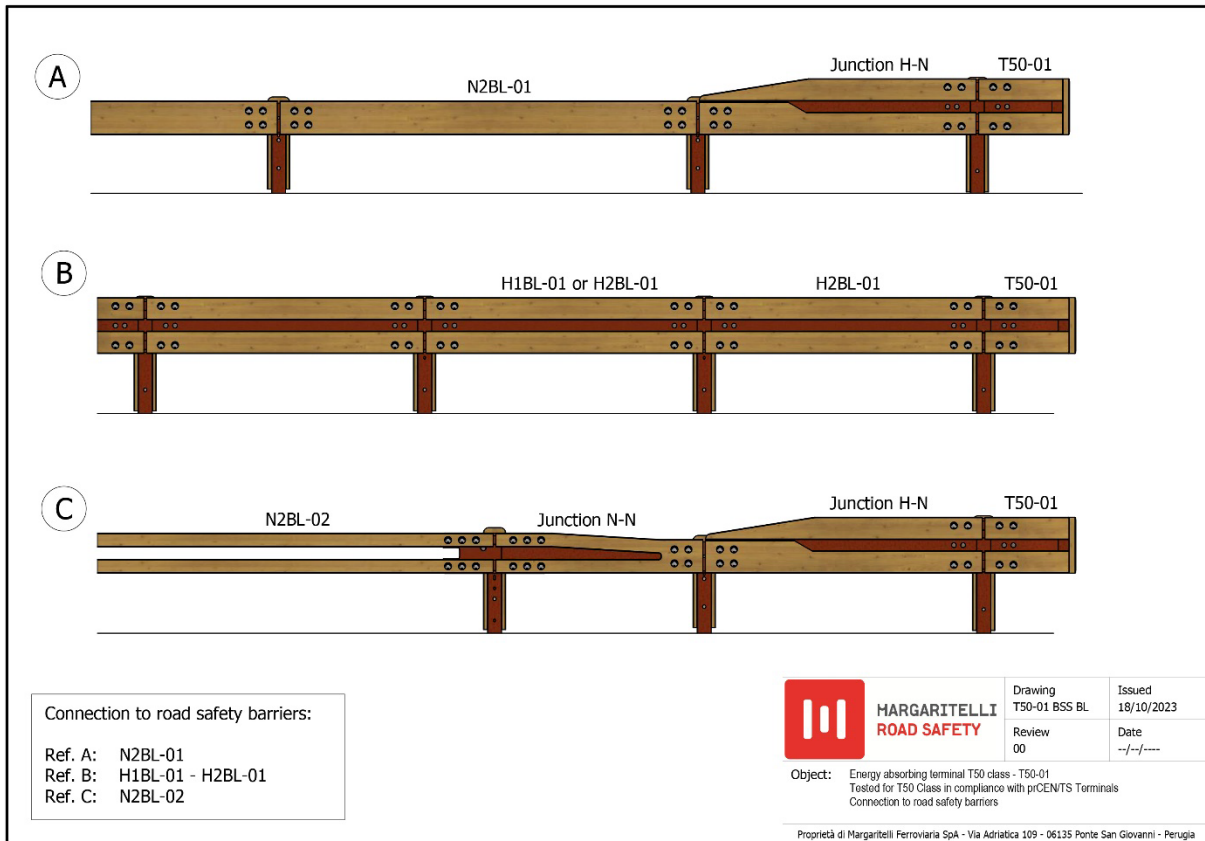 A
N2BL-01
Junction H-N
T50-01
B
H1BL-01 or H2BL-01
H2BL-01
T50-01
C
N2BL-02
Junction N-N
Junction H-N
T50-01
Connection to road safety barriers:
Ref. A: N2BL-01
Ref. B: H1BL-01 - H2BL-01
Ref. C: N2BL-02
MARGARITELLI
ROAD SAFETY
Drawing
T50-01 BSS BL
Issued
18/10/2023
Review
00
Date
--/--/----
Object: Energy absorbing terminal T50 class - T50-01
Tested for T50 Class in compliance with prCEN/TS Terminals
Connection to road safety barriers
Proprietà di Margaritelli Ferroviaria SpA - Via Adriatica 109 - 06135 Ponte San Giovanni - Perugia